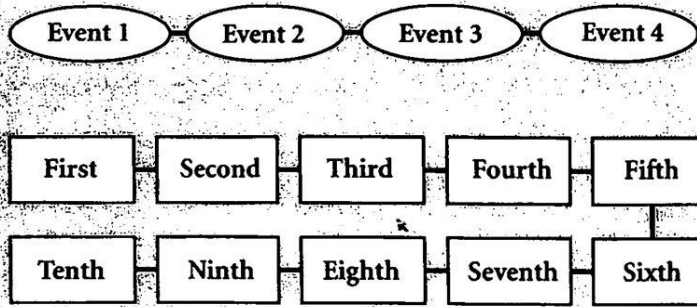 Event 1 Event 2 Event 3 Event 4
First Second Third Fourth Fifth
Tenth Ninth Eighth Seventh Sixth